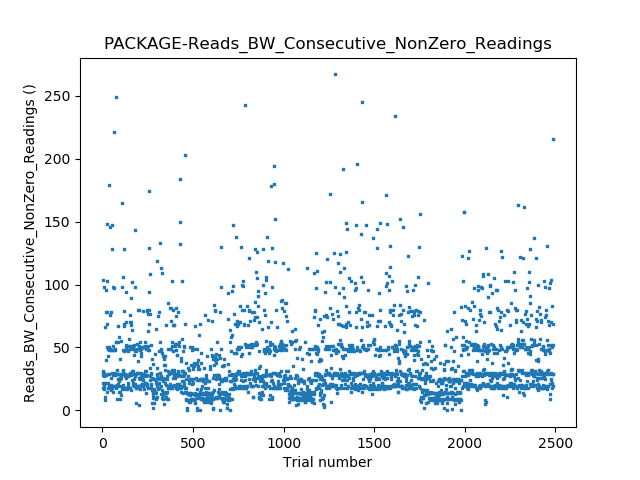 PACKAGE-Reads_BW_Consecutive_NonZero_Readings
Reads_BW_Consecutive_NonZero_Readings ()
250
200
150
100
50
0
0 500 1000 1500 2000 2500
Trial number